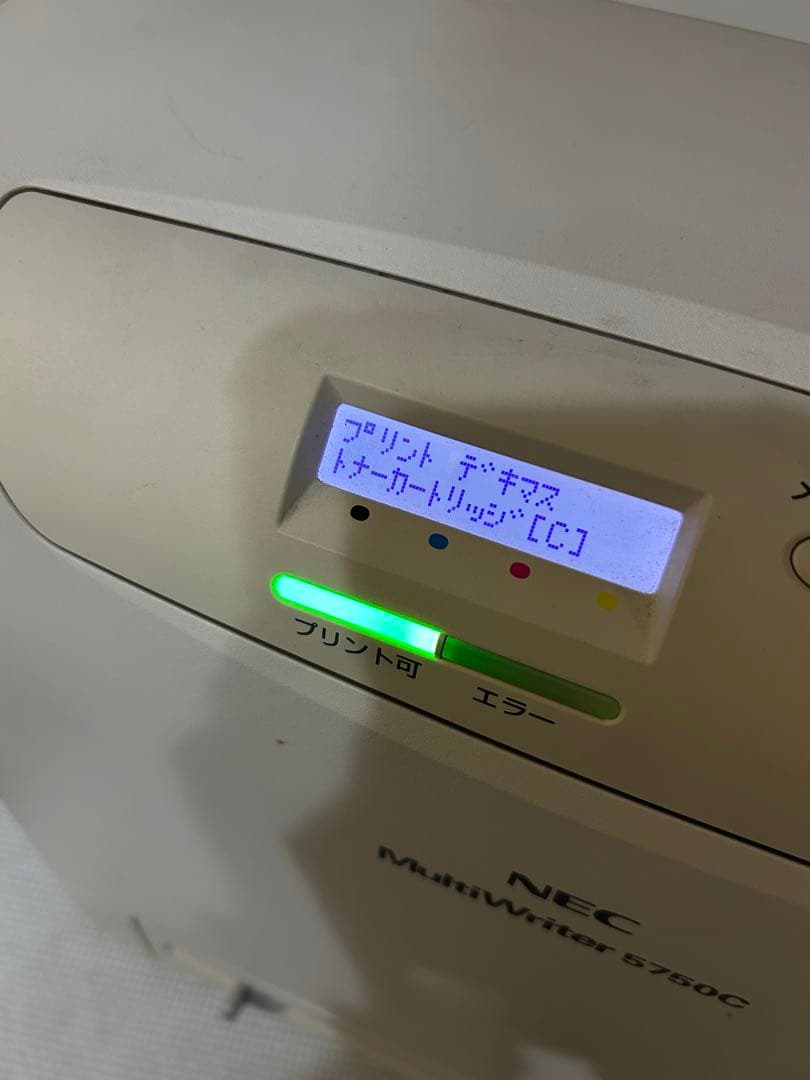 プリント デキマス
トナーカートリッジ[C]
プリント可
エラー
NEC
MultiWriter 5750C